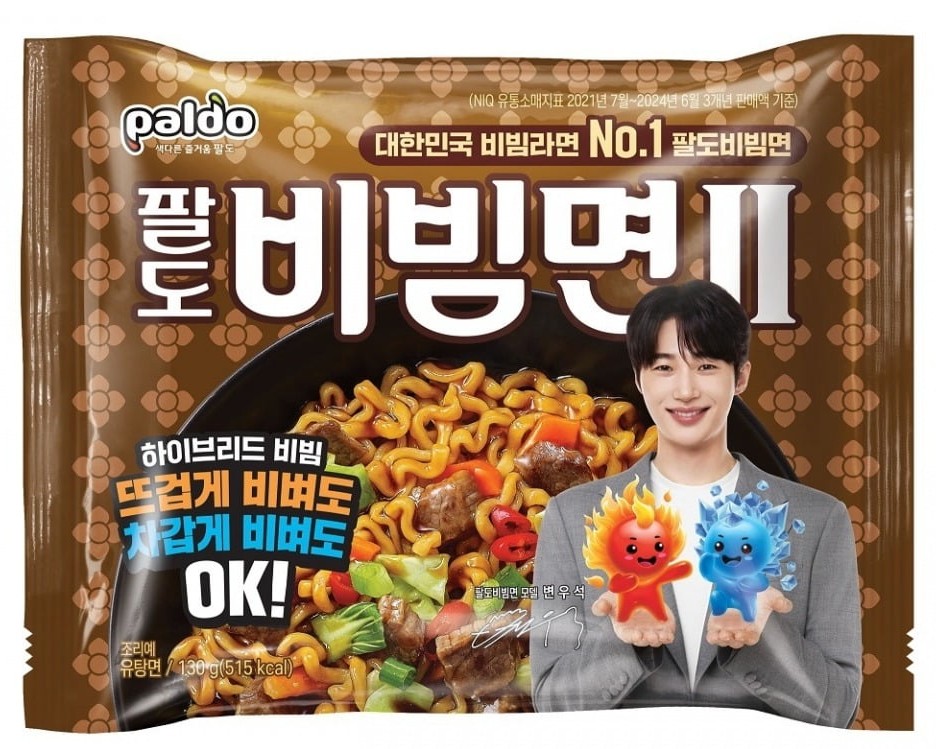 (NIQ 유통소매지표 2021년 7월~2024년 6월 3개년 판매액 기준)
paldo
색다른 즐거움 팔도
대한민국 비빔라면 No.1 팔도비빔면
팔도 비빔면 II
하이브리드 비빔
뜨겁게 비벼도
차갑게 비벼도
OK!
팔도비빔면 모델 변우석
조리예
유탕면 / 130 g(515 kcal)